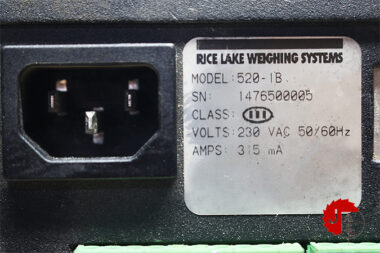 RICE LAKE WEIGHING SYSTEMS
MODEL: 520-1B
SN: 1476500005
CLASS: III
VOLTS: 230 VAC 50/60Hz
AMPS: 315 mA